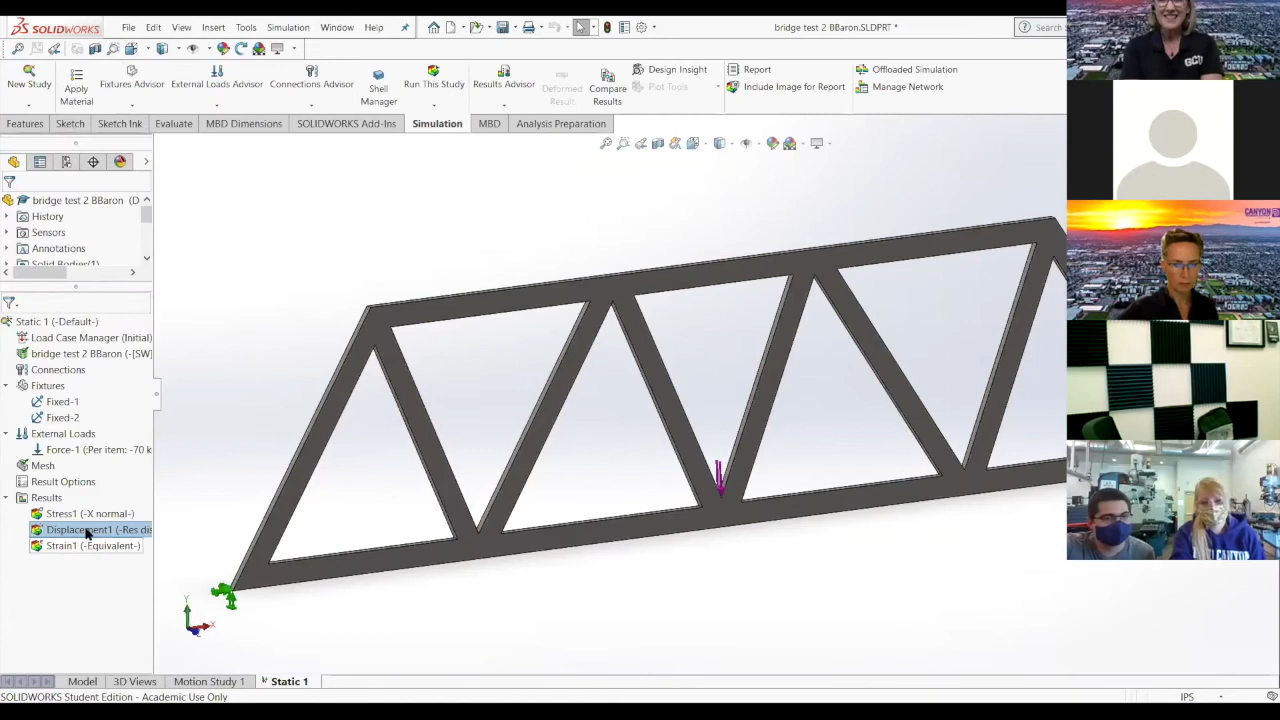 SOLIDWORKS File Edit View Insert Tools Simulation Window Help bridge test 2 BBaron.SLDPRT * Search
New Study Apply Material Fixtures Advisor External Loads Advisor Connections Advisor Shell Manager Run This Study Results Advisor Deformed Result Compare Results Design Insight Plot Tools Report Include Image for Report Offloaded Simulation Manage Network
Features Sketch Sketch Ink Evaluate MBD Dimensions SOLIDWORKS Add-Ins Simulation MBD Analysis Preparation
bridge test 2 BBaron (D
History
Sensors
Annotations
Solid Bodies(1)
Static 1 (-Default-)
Load Case Manager (Initial)
bridge test 2 BBaron (-[SW]
Connections
Fixtures
Fixed-1
Fixed-2
External Loads
Force-1 (:Per item: -70 k
Mesh
Result Options
Results
Stress1 (-X normal-)
Displacement1 (-Res dis
Strain1 (-Equivalent-)
Y
X
Z
Model 3D Views Motion Study 1 Static 1
SOLIDWORKS Student Edition - Academic Use Only IPS
GCU
CANYON